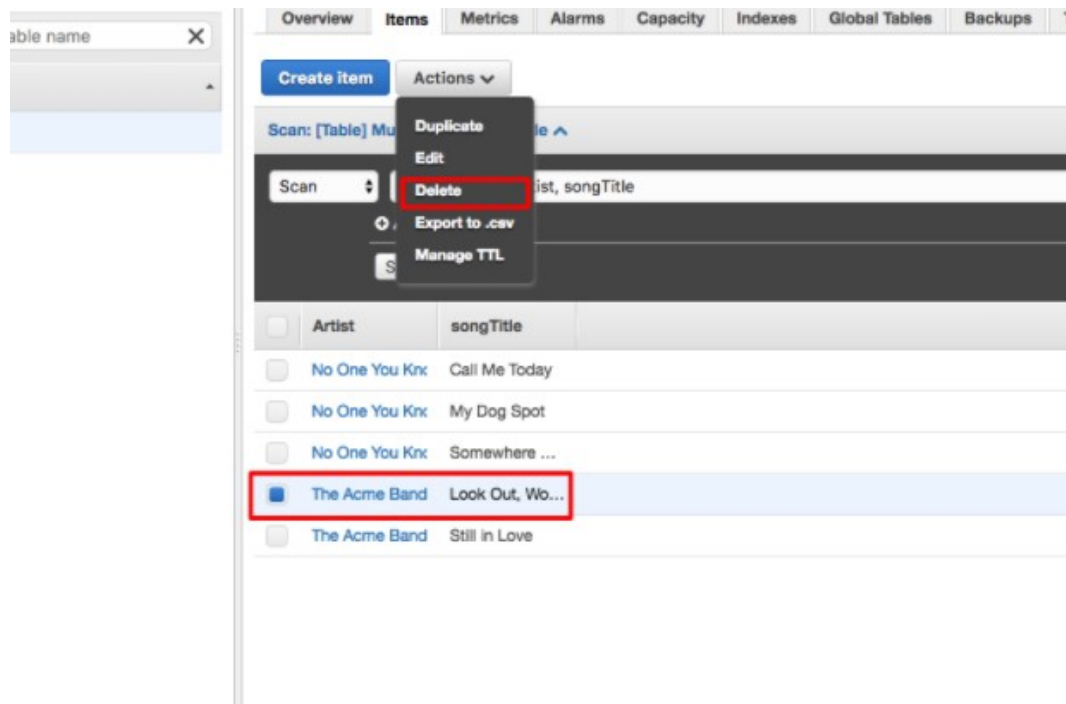 able name
Overview Items Metrics Alarms Capacity Indexes Global Tables Backups
Create item Actions
Duplicate
Scan: [Table] Mu le
Edit
Scan ist, songTitle
Delete
Export to .csv
Manage TTL
S
Artist songTitle
No One You Knc Call Me Today
No One You Knc My Dog Spot
No One You Knc Somewhere ...
The Acme Band Look Out, Wo...
The Acme Band Still in Love